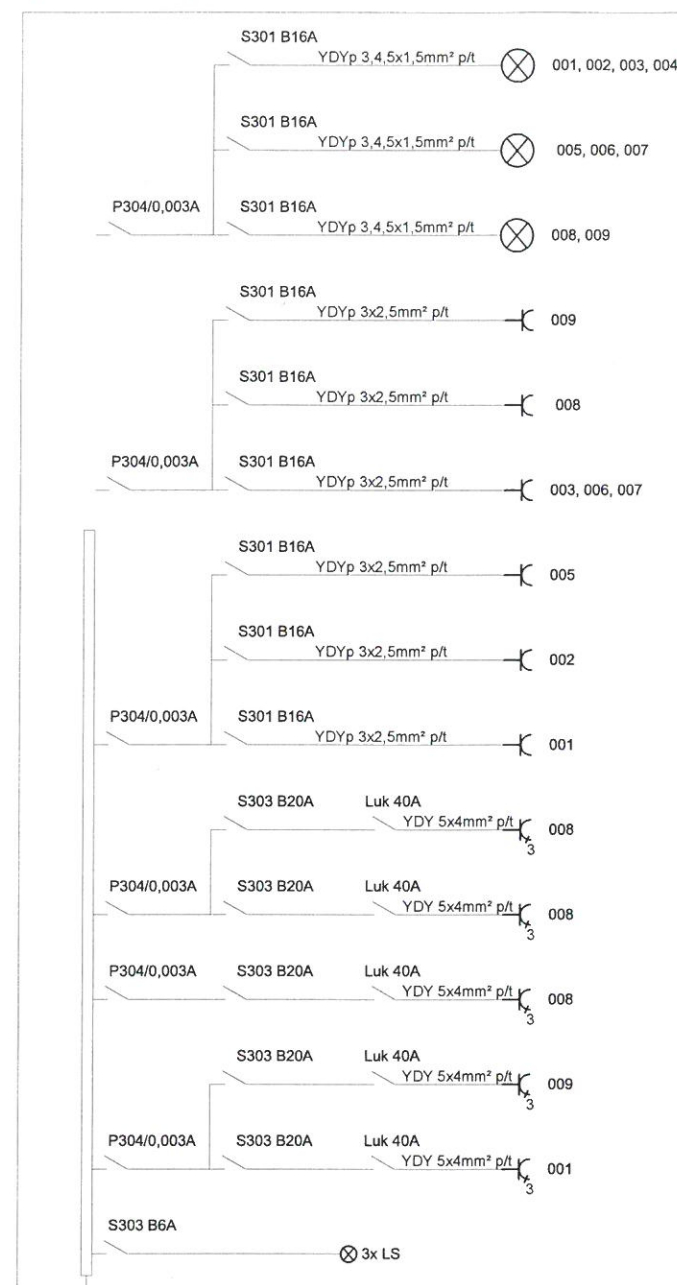 S301 B16A
YDYp 3,4,5x1,5mm² p/t
001, 002, 003, 004
S301 B16A
YDYp 3,4,5x1,5mm² p/t
005, 006, 007
P304/0,003A
S301 B16A
YDYp 3,4,5x1,5mm² p/t
008, 009
S301 B16A
YDYp 3x2,5mm² p/t
009
S301 B16A
YDYp 3x2,5mm² p/t
008
P304/0,003A
S301 B16A
YDYp 3x2,5mm² p/t
003, 006, 007
S301 B16A
YDYp 3x2,5mm² p/t
005
S301 B16A
YDYp 3x2,5mm² p/t
002
P304/0,003A
S301 B16A
YDYp 3x2,5mm² p/t
001
S303 B20A
Luk 40A
YDY 5x4mm² p/t
3
008
P304/0,003A
S303 B20A
Luk 40A
YDY 5x4mm² p/t
3
008
P304/0,003A
S303 B20A
Luk 40A
YDY 5x4mm² p/t
3
008
S303 B20A
Luk 40A
YDY 5x4mm² p/t
3
009
P304/0,003A
S303 B20A
Luk 40A
YDY 5x4mm² p/t
3
001
S303 B6A
3x LS